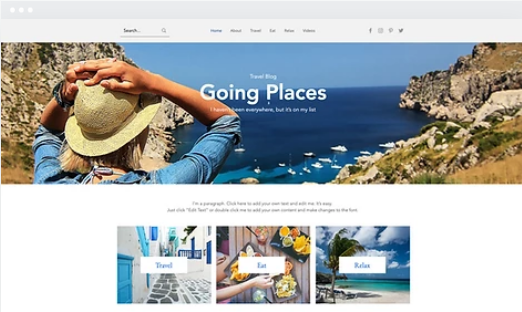 Search...
Home About Travel Eat Relax Videos
Travel Blog
Going Places
I haven't been everywhere, but it's on my list
I'm a paragraph. Click here to add your own text and edit me. It's easy.
Just click "Edit Text" or double click me to add your own content and make changes to the font.
Travel
Eat
Relax